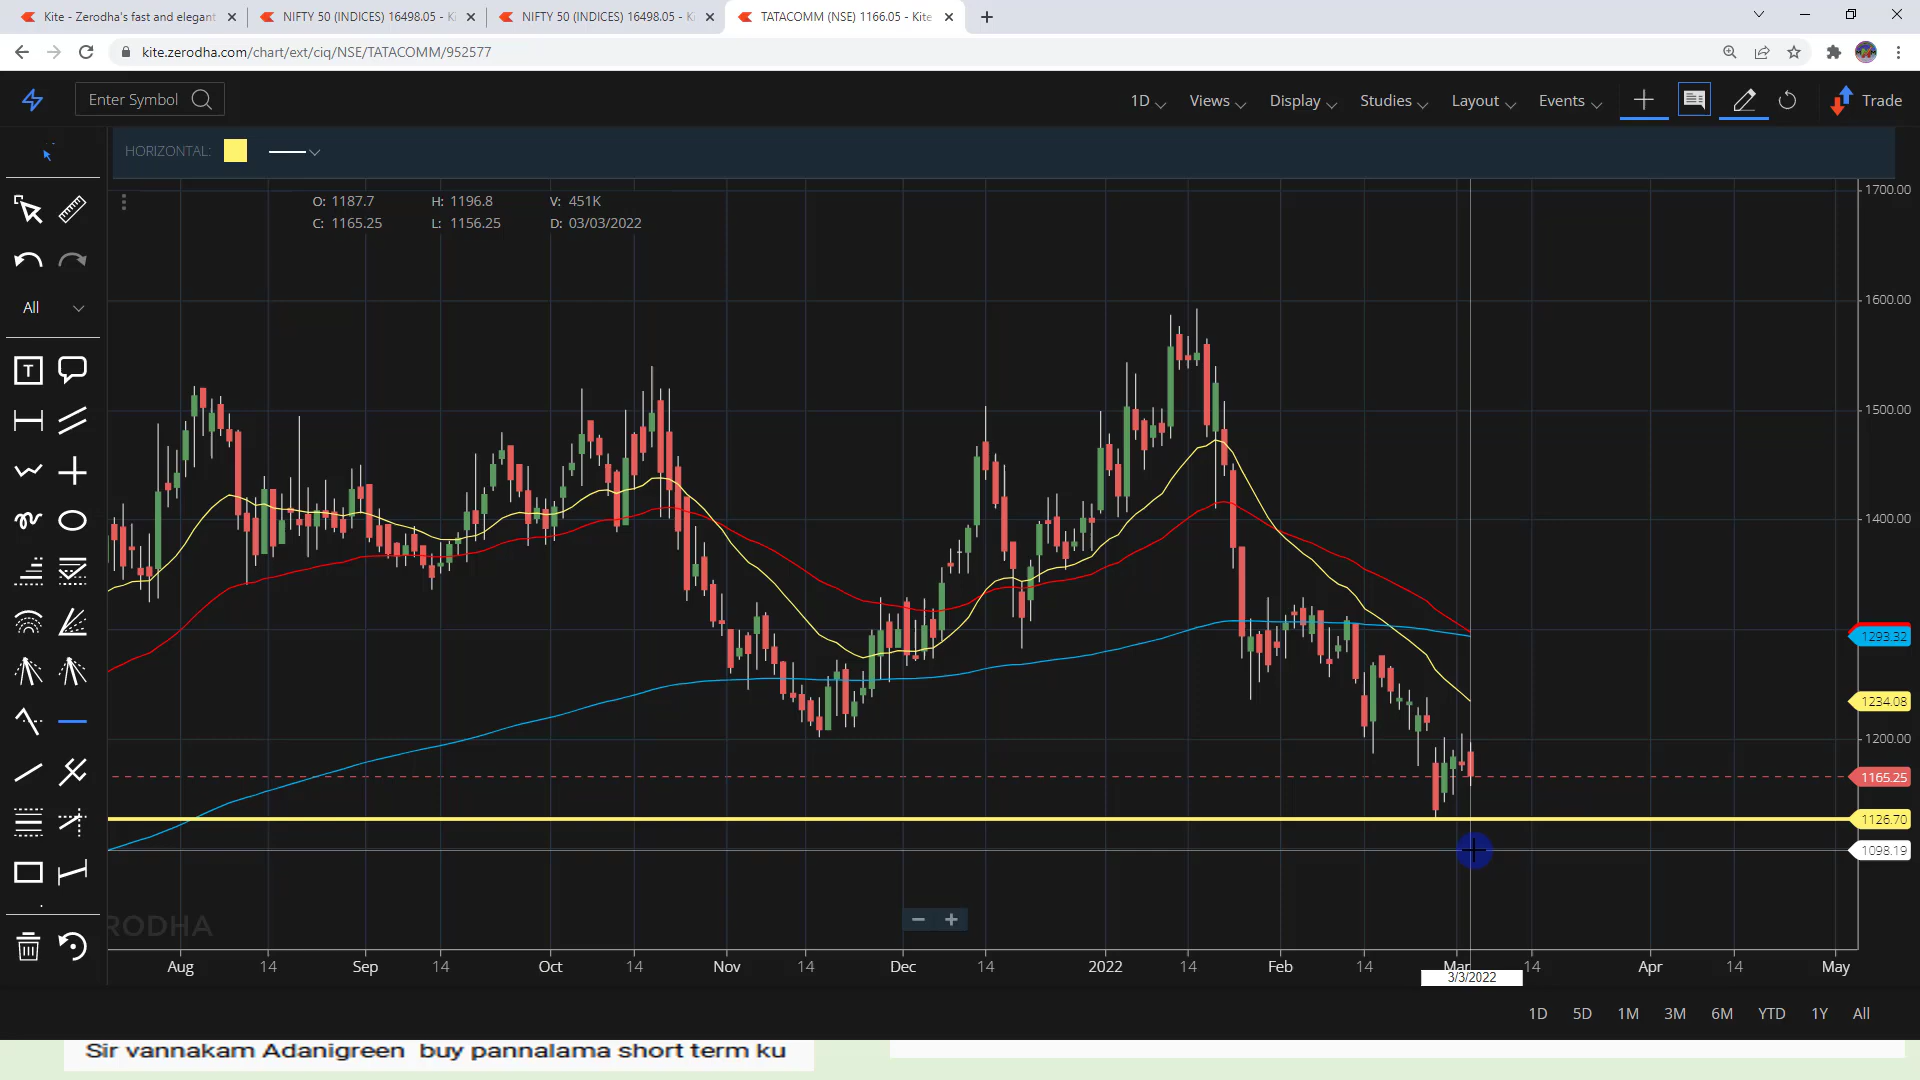 Kite - Zerodha's fast and elegant
NIFTY 50 (INDICES) 16498.05 - Ki
NIFTY 50 (INDICES) 16498.05 - Ki
TATACOMM (NSE) 1166.05 - Kite
kite.zerodha.com/chart/ext/ciq/NSE/TATACOMM/952577
Enter Symbol
1D Views Display Studies Layout Events Trade
HORIZONTAL:
O: 1187.7 H: 1196.8 V: 451K
C: 1165.25 L: 1156.25 D: 03/03/2022
All
T
1700.00
1600.00
1500.00
1400.00
1293.32
1234.08
1200.00
1165.25
1126.70
1098.19
RODHA
Aug 14 Sep 14 Oct 14 Nov 14 Dec 14 2022 14 Feb 14 Mar 14 Apr 14 May
3/3/2022
1D 5D 1M 3M 6M YTD 1Y All
Sir vannakam Adanigreen buy pannalama short term ku